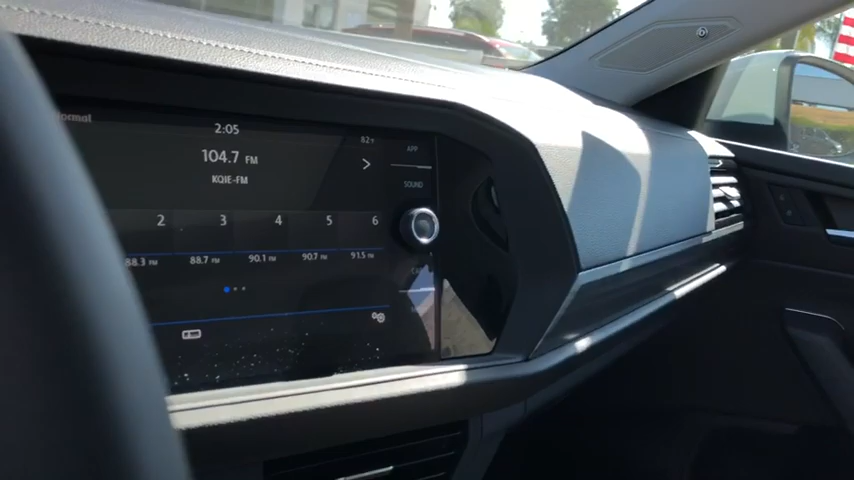 ormal
2:05
82°F
APP
104.7 FM
KQIE-FM
SOUND
2 3 4 5 6
88.3 FM 88.7 FM 90.1 FM 90.7 FM 91.5 FM